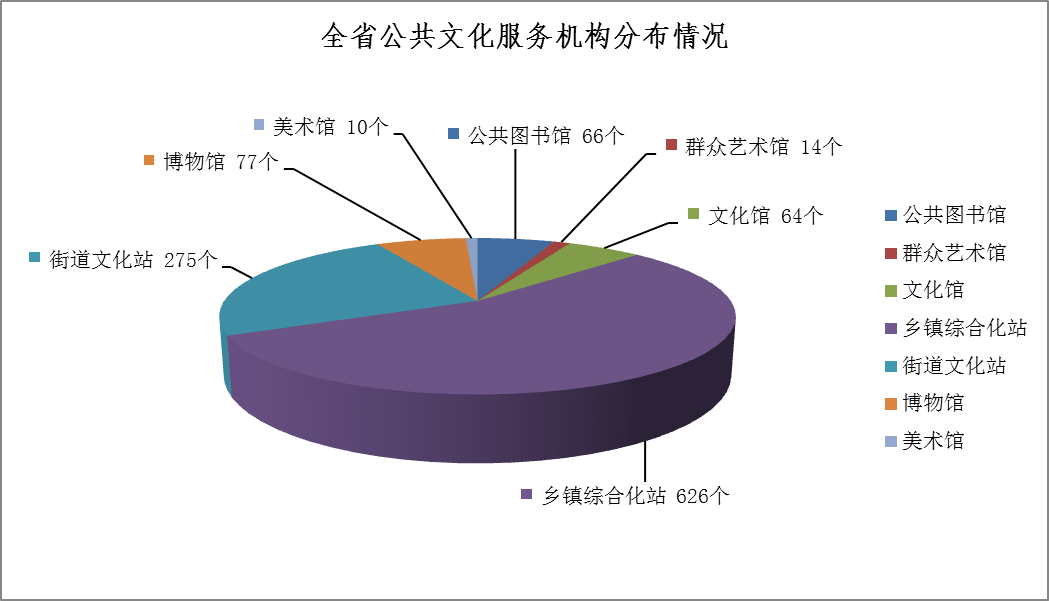 全省公共文化服务机构分布情况
美术馆 10个
公共图书馆 66个
群众艺术馆 14个
博物馆 77个
文化馆 64个
街道文化站 275个
乡镇综合化站 626个
公共图书馆
群众艺术馆
文化馆
乡镇综合化站
街道文化站
博物馆
美术馆